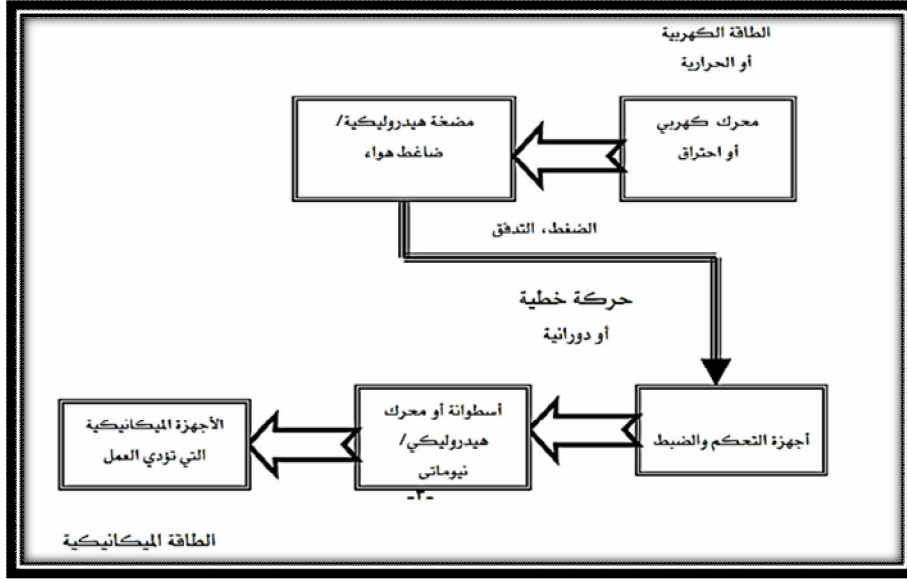 الطاقة الكهربية
أو الحرارية
محرك كهربي
أو احتراق
مضخة هيدروليكية/
ضاغط هواء
الضغط، التدفق
حركة خطية
أو دورانية
أجهزة التحكم والضبط
أسطوانة أو محرك
هيدروليكي/
نيوماتى
-٣-
الأجهزة الميكانيكية
التي تؤدي العمل
الطاقة الميكانيكية